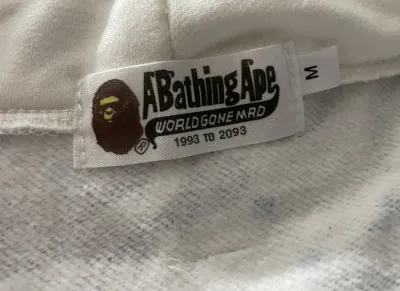 ABathingApe
WORLDGONEMAD
1993 TO 2093
®
M